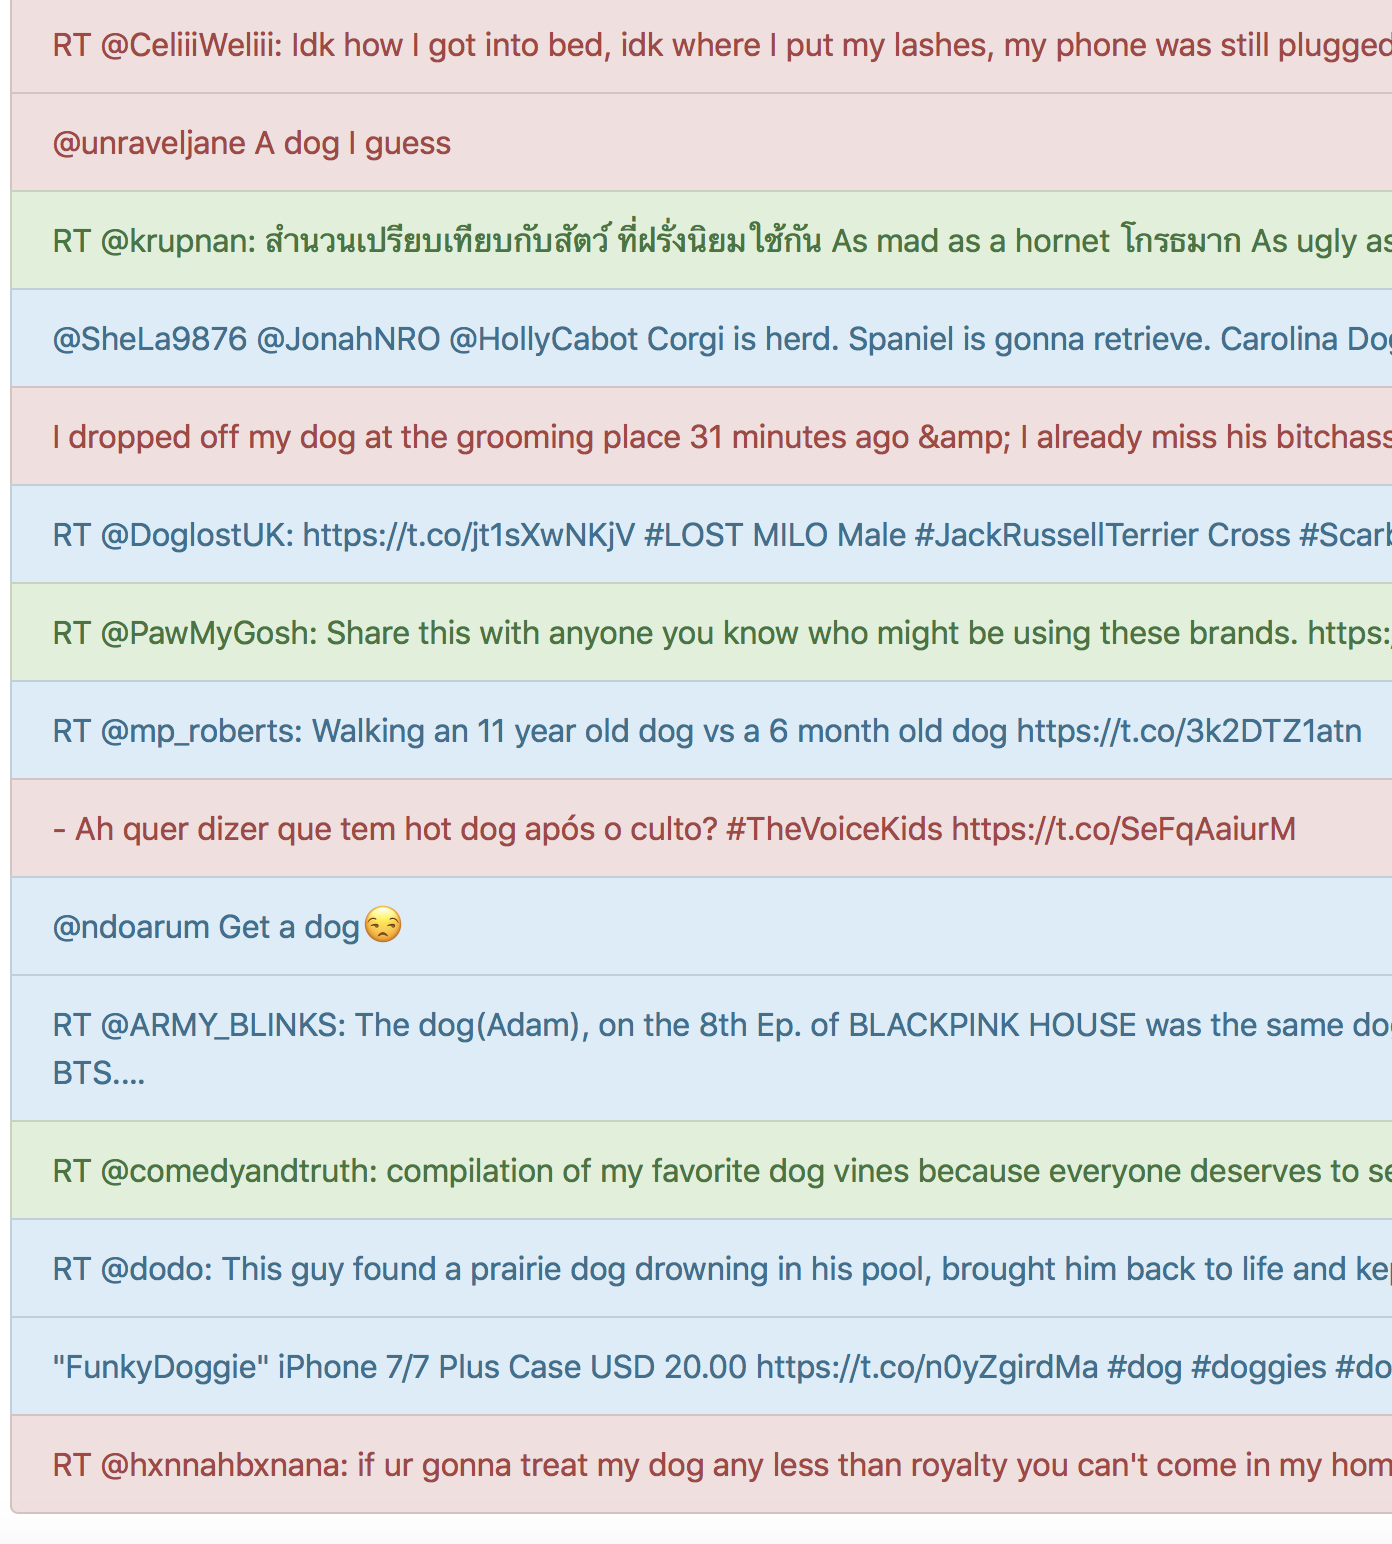 RT @CeliiiWeliii: Idk how I got into bed, idk where I put my lashes, my phone was still plugged
@unraveljane A dog I guess
RT @krupnan: สำนวนเปรียบเทียบกับสัตว์ ที่ฝรั่งนิยมใช้กัน As mad as a hornet โกรธมาก As ugly as
@SheLa9876 @JonahNRO @HollyCabot Corgi is herd. Spaniel is gonna retrieve. Carolina Dog
I dropped off my dog at the grooming place 31 minutes ago &amp; I already miss his bitchass
RT @DoglostUK: https://t.co/jt1sXwNKjV #LOST MILO Male #JackRussellTerrier Cross #Scarb
RT @PawMyGosh: Share this with anyone you know who might be using these brands. https:/
RT @mp_roberts: Walking an 11 year old dog vs a 6 month old dog https://t.co/3k2DTZ1atn
- Ah quer dizer que tem hot dog após o culto? #TheVoiceKids https://t.co/SeFqAaiurM
@ndoarum Get a dog😒
RT @ARMY_BLINKS: The dog(Adam), on the 8th Ep. of BLACKPINK HOUSE was the same dog
BTS....
RT @comedyandtruth: compilation of my favorite dog vines because everyone deserves to se
RT @dodo: This guy found a prairie dog drowning in his pool, brought him back to life and kep
"FunkyDoggie" iPhone 7/7 Plus Case USD 20.00 https://t.co/n0yZgirdMa #dog #doggies #do
RT @hxnnahbxnana: if ur gonna treat my dog any less than royalty you can't come in my hom